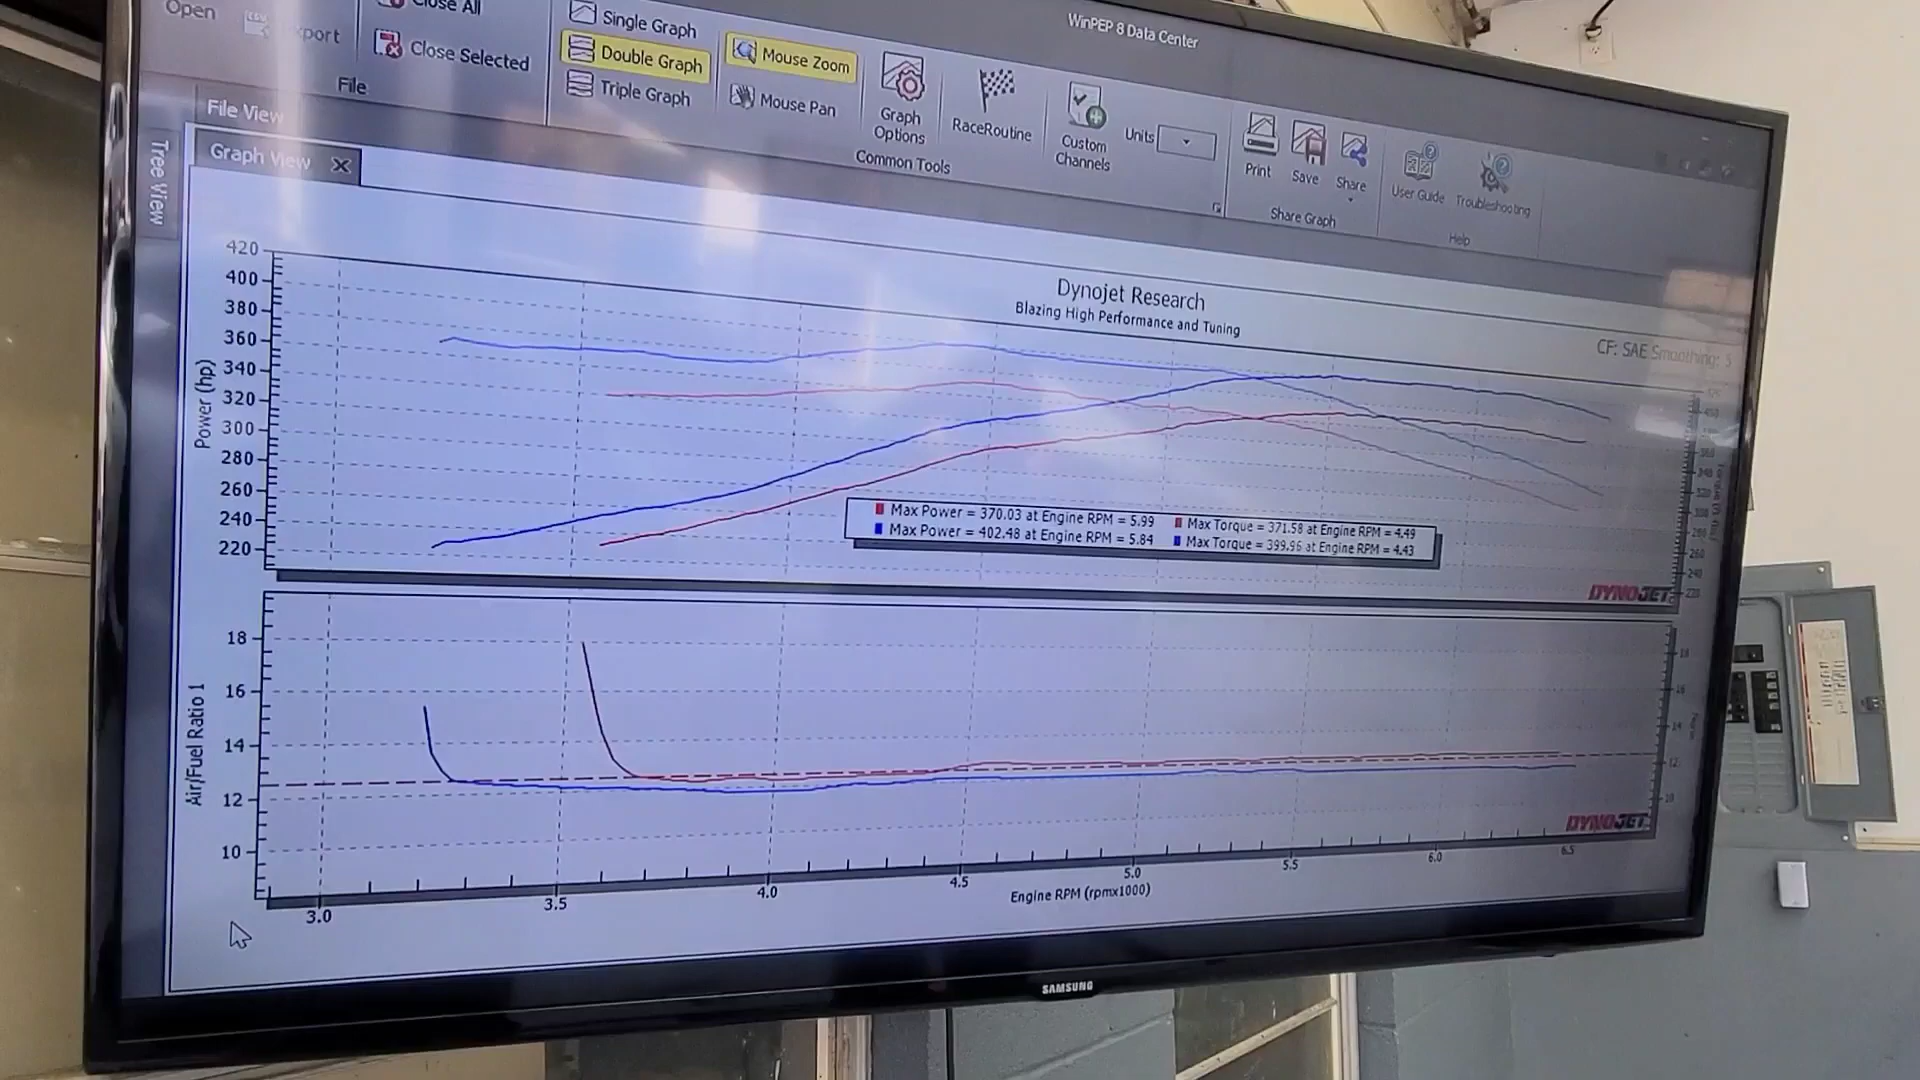 WinPEP 8 Data Center
Open
Close All
Close Selected
File
Single Graph
Double Graph
Triple Graph
Mouse Zoom
Mouse Pan
Graph Options
RaceRoutine
Custom Channels
Units
Common Tools
Print
Save
Share
Share Graph
User Guide
Troubleshooting
Help
File View
Tree View
Graph View
Dynojet Research
Blazing High Performance and Tuning
CF: SAE Smoothing: 5
Power (hp)
420
400
380
360
340
320
300
280
260
240
220
Max Power = 370.03 at Engine RPM = 5.99
Max Torque = 371.58 at Engine RPM = 4.49
Max Power = 402.48 at Engine RPM = 5.84
Max Torque = 399.96 at Engine RPM = 4.43
DYNOJET
Air/Fuel Ratio 1
18
16
14
12
10
18
16
14
12
10
DYNOJET
3.0
3.5
4.0
4.5
5.0
5.5
6.0
6.5
Engine RPM (rpmx1000)
SAMSUNG